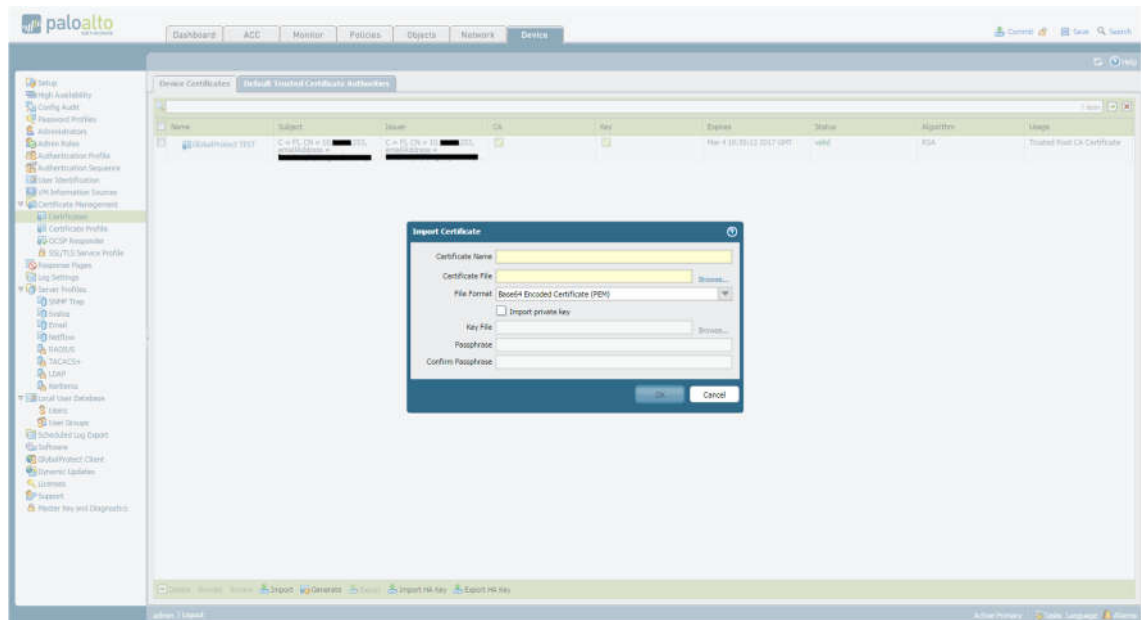 paloalto
Dashboard ACC Monitor Policies Objects Network Device
Commit Save Search
Help
Device Certificates Default Trusted Certificate Authorities
Setup
High Availability
Config Audit
Password Profiles
Administrators
Admin Roles
Authentication Profile
Authentication Sequence
User Identification
VM Information Sources
Certificate Management
Certificates
Certificate Profile
OCSP Responder
SSL/TLS Service Profile
Response Pages
Log Settings
Server Profiles
SNMP Trap
Syslog
Email
Netflow
RADIUS
TACACS+
LDAP
Kerberos
Local User Database
Users
User Groups
Scheduled Log Export
Software
GlobalProtect Client
Dynamic Updates
Licenses
Support
Master Key and Diagnostics
1 item
Name Subject Issuer CA Key Expires Status Algorithm Usage
GlobalProtect TEST valid RSA Trusted Root CA Certificate
emailAddress = emailAddress =
Import Certificate
Certificate Name
Certificate File Browse...
File Format Base64 Encoded Certificate (PEM)
Import private key
Key File Browse...
Passphrase
Confirm Passphrase
OK Cancel
Delete Renew Import Generate Export Import HA Key Export HA Key
admin | Logout Active Primary Tasks Language Alarms